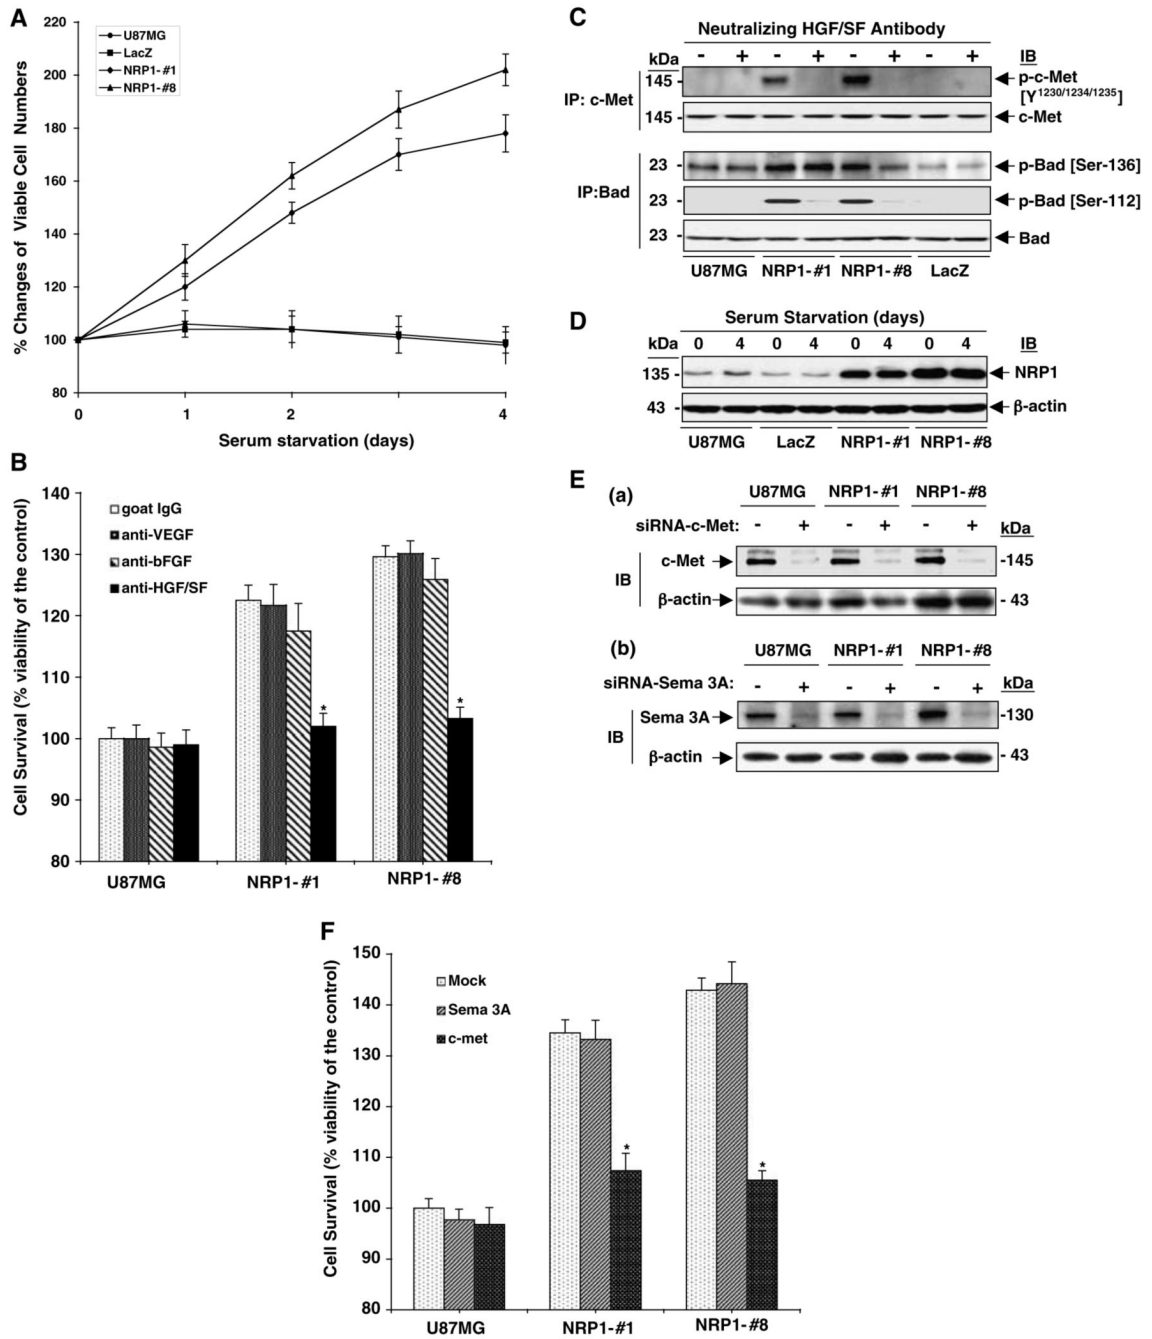 A
220
200
180
160
140
120
100
80
% Changes of Viable Cell Numbers
U87MG
LacZ
NRP1-#1
NRP1-#8
0 1 2 3 4
Serum starvation (days)
B
140
130
120
110
100
90
80
Cell Survival (% viability of the control)
goat IgG
anti-VEGF
anti-bFGF
anti-HGF/SF
*
*
U87MG NRP1-#1 NRP1-#8
C
Neutralizing HGF/SF Antibody
kDa - + - + - + - + IB
IP: c-Met
145 - p-c-Met
[Y1230/1234/1235]
145 - c-Met
IP:Bad
23 - p-Bad [Ser-136]
23 - p-Bad [Ser-112]
23 - Bad
U87MG NRP1-#1 NRP1-#8 LacZ
D
Serum Starvation (days)
kDa 0 4 0 4 0 4 0 4 IB
135 - NRP1
43 - β-actin
U87MG LacZ NRP1-#1 NRP1-#8
E
(a)
U87MG NRP1-#1 NRP1-#8
siRNA-c-Met: - + - + - + kDa
IB
c-Met -145
β-actin - 43
(b)
U87MG NRP1-#1 NRP1-#8
siRNA-Sema 3A: - + - + - + kDa
IB
Sema 3A -130
β-actin - 43
F
150
140
130
120
110
100
90
80
Cell Survival (% viability of the control)
Mock
Sema 3A
c-met
*
*
U87MG NRP1-#1 NRP1-#8